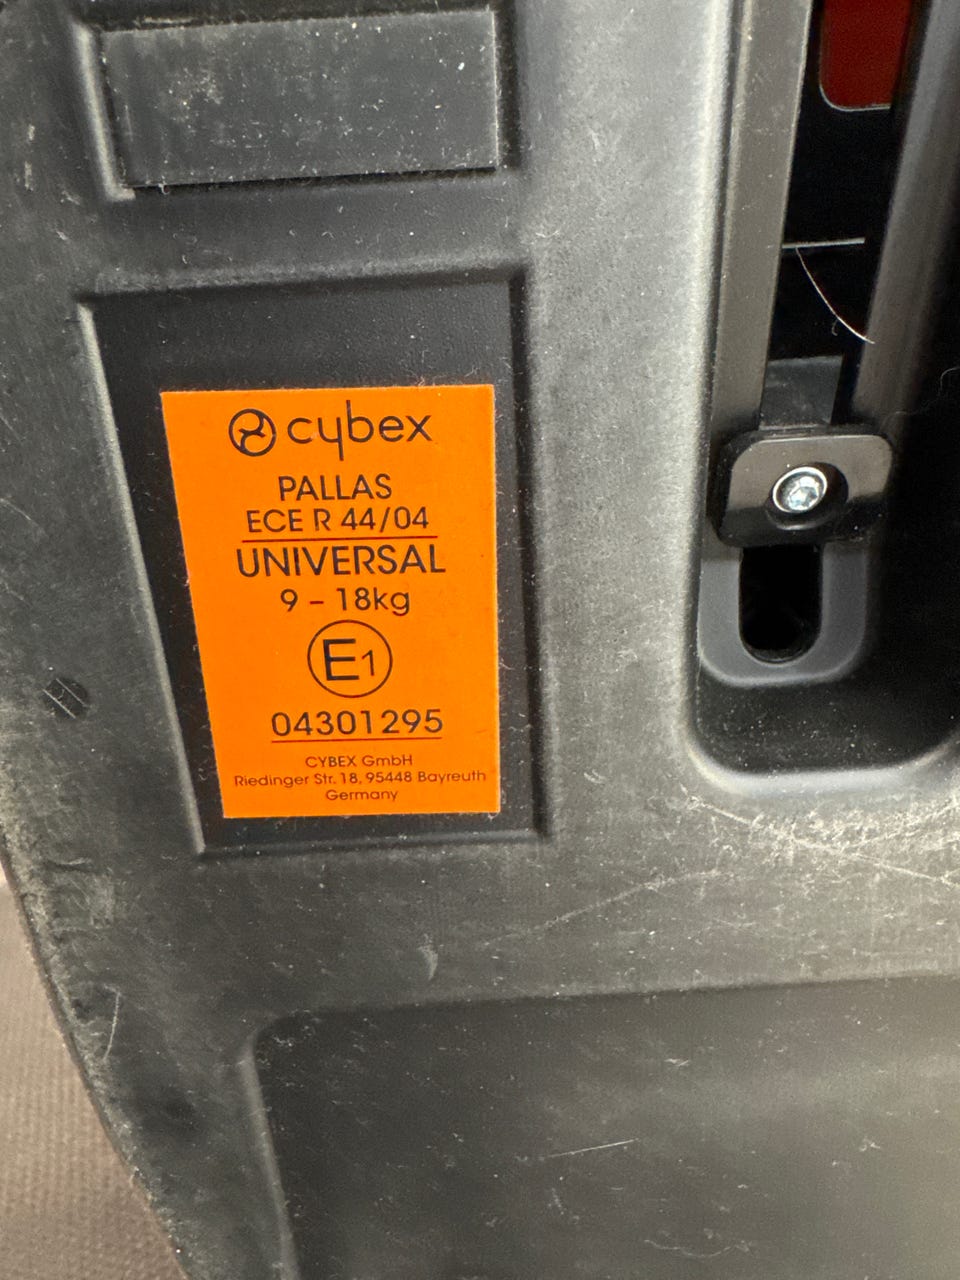 cybex
PALLAS
ECE R 44/04
UNIVERSAL
9 - 18kg
E1
04301295
CYBEX GmbH
Riedinger Str. 18, 95448 Bayreuth
Germany